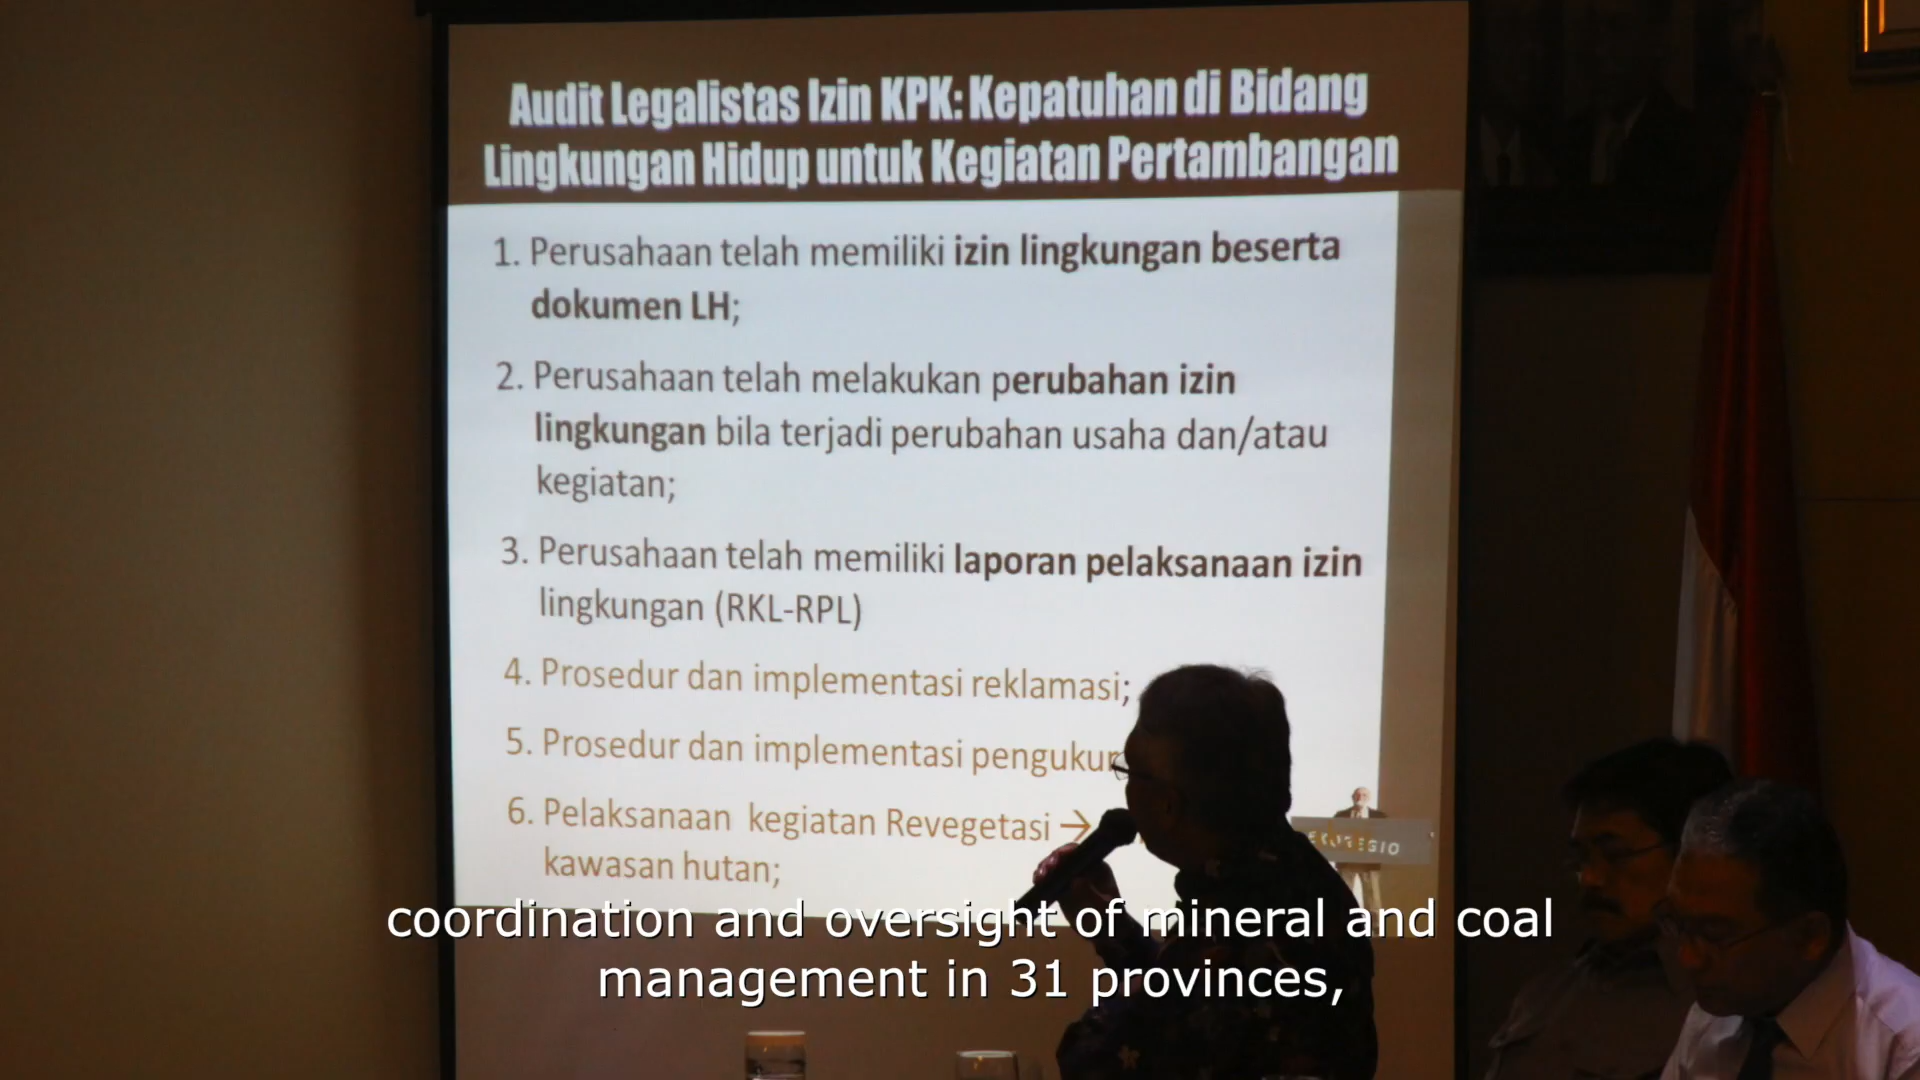 Audit Legalistas Izin KPK: Kepatuhan di Bidang
Lingkungan Hidup untuk Kegiatan Pertambangan
1. Perusahaan telah memiliki izin lingkungan beserta
dokumen LH;
2. Perusahaan telah melakukan perubahan izin
lingkungan bila terjadi perubahan usaha dan/atau
kegiatan;
3. Perusahaan telah memiliki laporan pelaksanaan izin
lingkungan (RKL-RPL)
4. Prosedur dan implementasi reklamasi;
5. Prosedur dan implementasi
6. Pelaksanaan kegiatan Revegetasi →
kawasan hutan;
coordination and oversight of mineral and coal
management in 31 provinces,